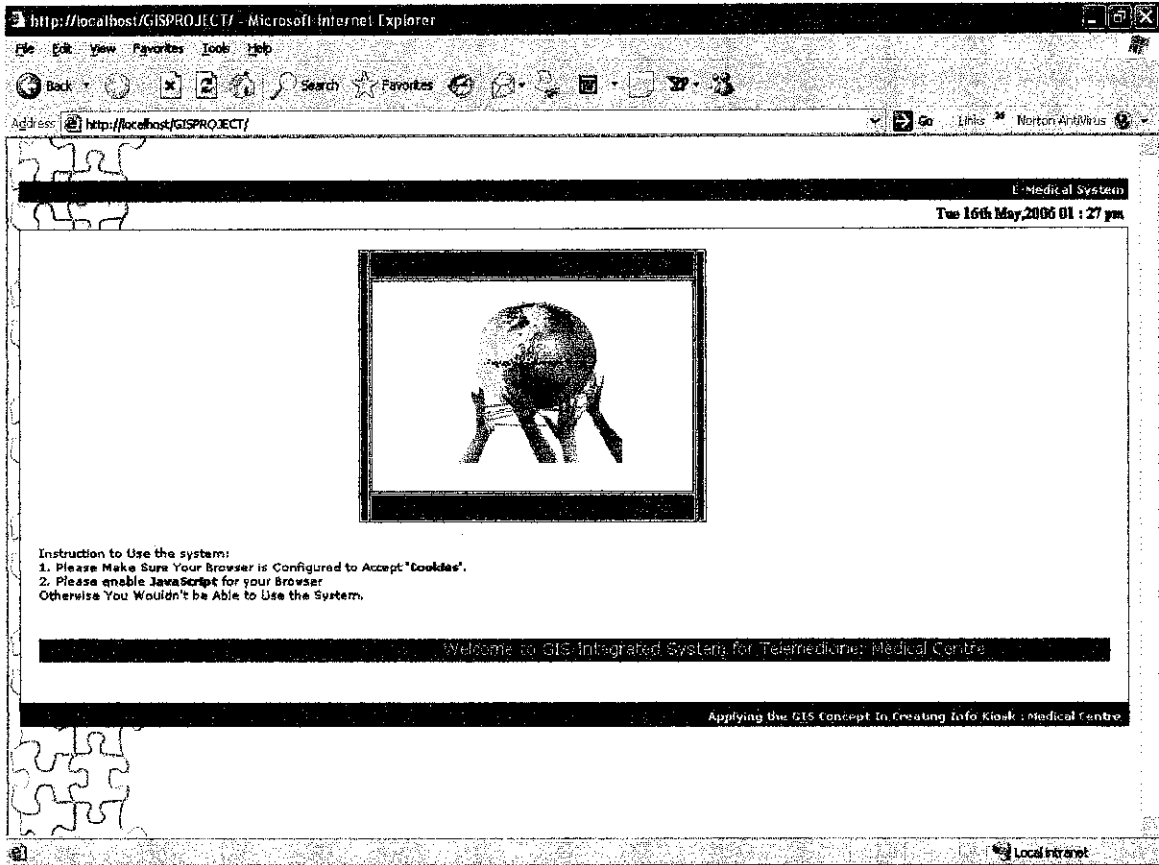 http://localhost/GISPROJECT/ - Microsoft Internet Explorer
File Edit View Favorites Tools Help
Back Search Favorites
Address http://localhost/GISPROJECT/ Go Links » Norton AntiVirus
E-Medical System
Tue 16th May,2006 01 : 27 pm
Instruction to Use the system:
1. Please Make Sure Your Browser is Configured to Accept "Cookies".
2. Please enable JavaScript for your Browser
Otherwise You Wouldn't be Able to Use the System.
Welcome to GIS-Integrated System for Telemedicine: Medical Centre
Applying the GIS Concept In Creating Info Kiosk : Medical Centre
Local intranet